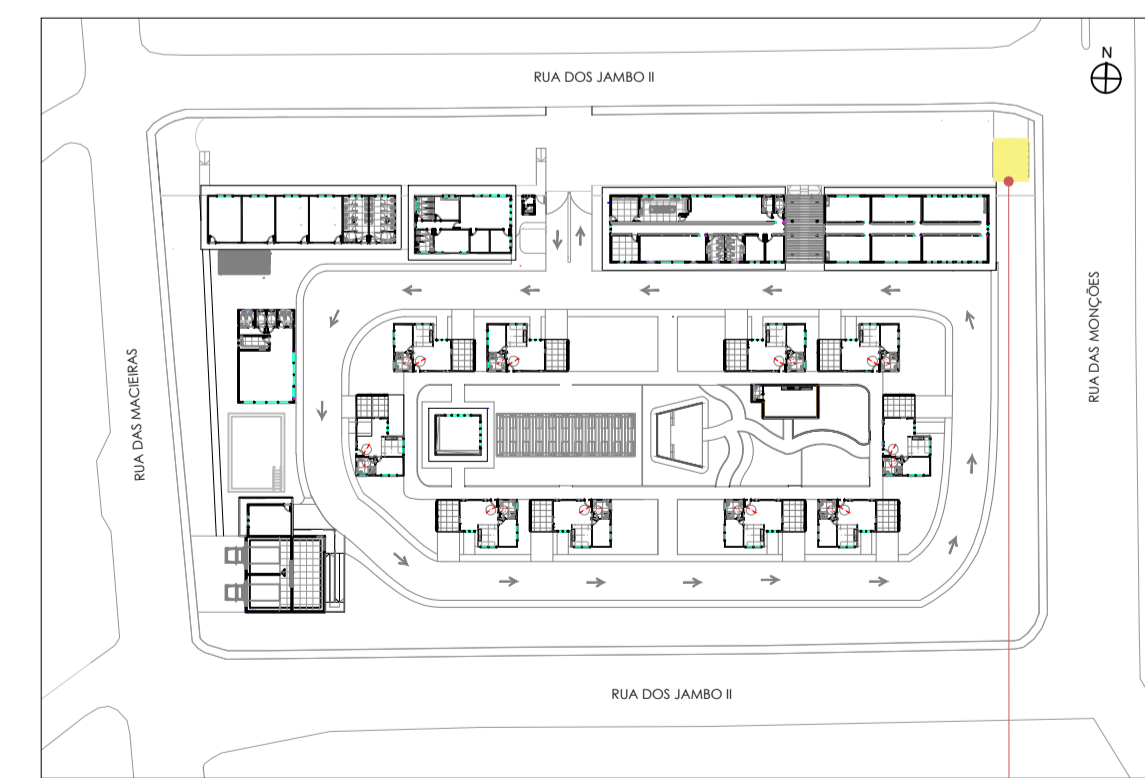 RUA DOS JAMBO II
N
RUA DAS MONÇÕES
RUA DAS MACIEIRAS
RUA DOS JAMBO II